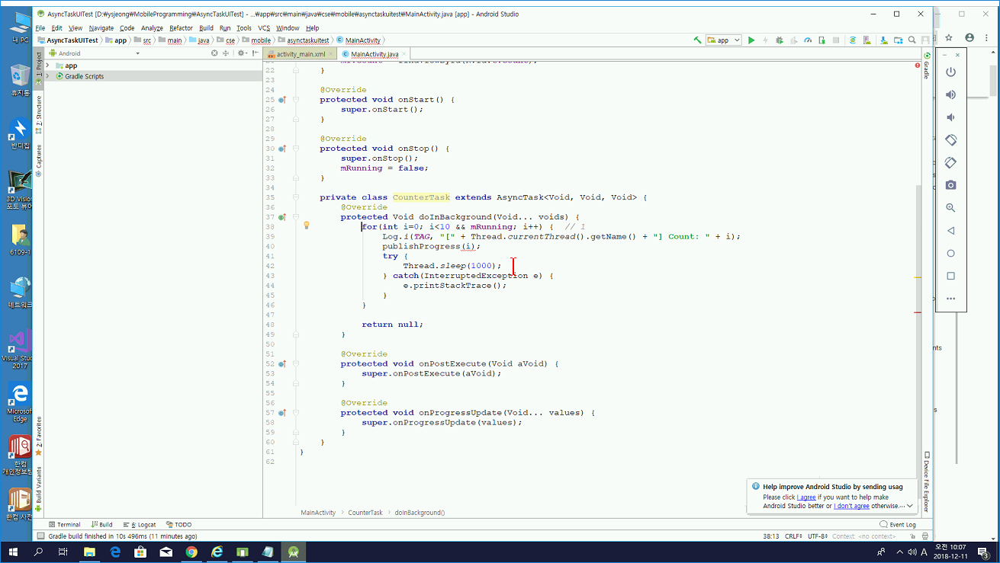 AsyncTaskUITest [D:₩ysjeong₩MobileProgramming₩AsyncTaskUITest] - ...₩app₩src₩main₩java₩cse₩mobile₩asynctaskuitest₩MainActivity.java [app] - Android Studio
File Edit View Navigate Code Analyze Refactor Build Run Tools VCS Window Help
AsyncTaskUITest app src main java cse mobile asynctaskuitest MainActivity
app
Android
activity_main.xml
MainActivity.java
app
Gradle Scripts
1: Project
7: Structure
Captures
2: Favorites
Build Variants
Gradle
Device File Explorer
22 }
23
24 @Override
25 protected void onStart() {
26 super.onStart();
27 }
28
29 @Override
30 protected void onStop() {
31 super.onStop();
32 mRunning = false;
33 }
34
35 private class CounterTask extends AsyncTask<Void, Void, Void> {
36 @Override
37 protected Void doInBackground(Void... voids) {
38 for(int i=0; i<10 && mRunning; i++) { // 1
39 Log.i(TAG, "[" + Thread.currentThread().getName() + "] Count: " + i);
40 publishProgress(i);
41 try {
42 Thread.sleep(1000);
43 } catch(InterruptedException e) {
44 e.printStackTrace();
45 }
46 }
47
48 return null;
49 }
50
51 @Override
52 protected void onPostExecute(Void aVoid) {
53 super.onPostExecute(aVoid);
54 }
55
56 @Override
57 protected void onProgressUpdate(Void... values) {
58 super.onProgressUpdate(values);
59 }
60 }
61 }
62
Help improve Android Studio by sending usag
Please click I agree if you want to help make
Android Studio better or I don't agree otherwise....
MainActivity CounterTask doInBackground()
Terminal Build 6: Logcat TODO
Event Log
Gradle build finished in 10s 496ms (11 minutes ago)
38:13 CRLF UTF-8 Context: <no context>
내 PC
휴지통
반디집
3D Vision
포토 뷰어
6109-1
네트워크
Visual Studi
2017
Microsof
Edge
한컴
개인정보탐
한컴 사전
A
오전 10:07
2018-12-11
3